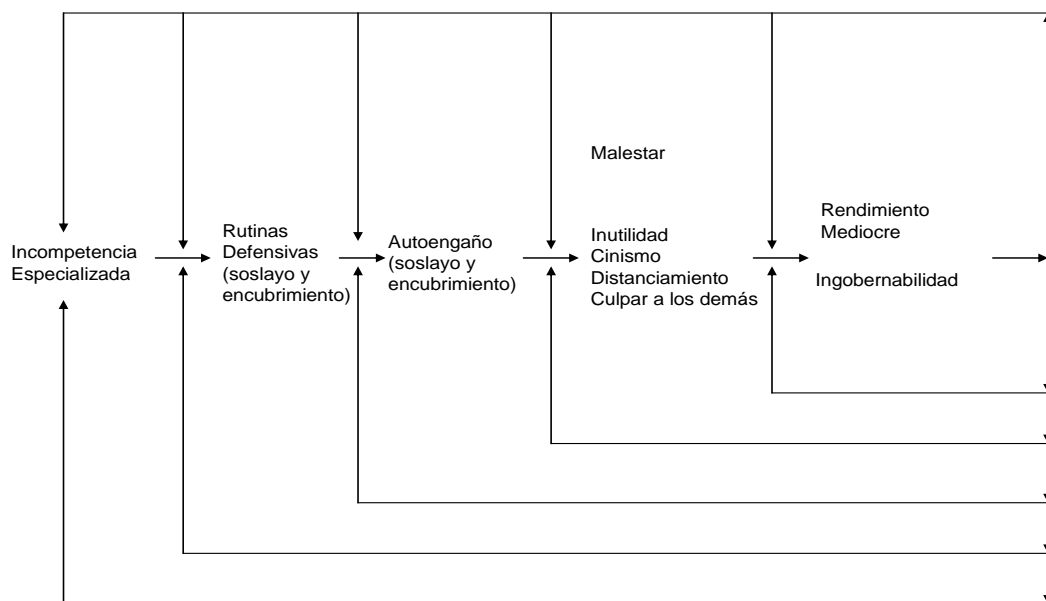 Incompetencia
Especializada
Rutinas
Defensivas
(soslayo y
encubrimiento)
Autoengaño
(soslayo y
encubrimiento)
Malestar
Inutilidad
Cinismo
Distanciamiento
Culpar a los demás
Rendimiento
Mediocre
Ingobernabilidad